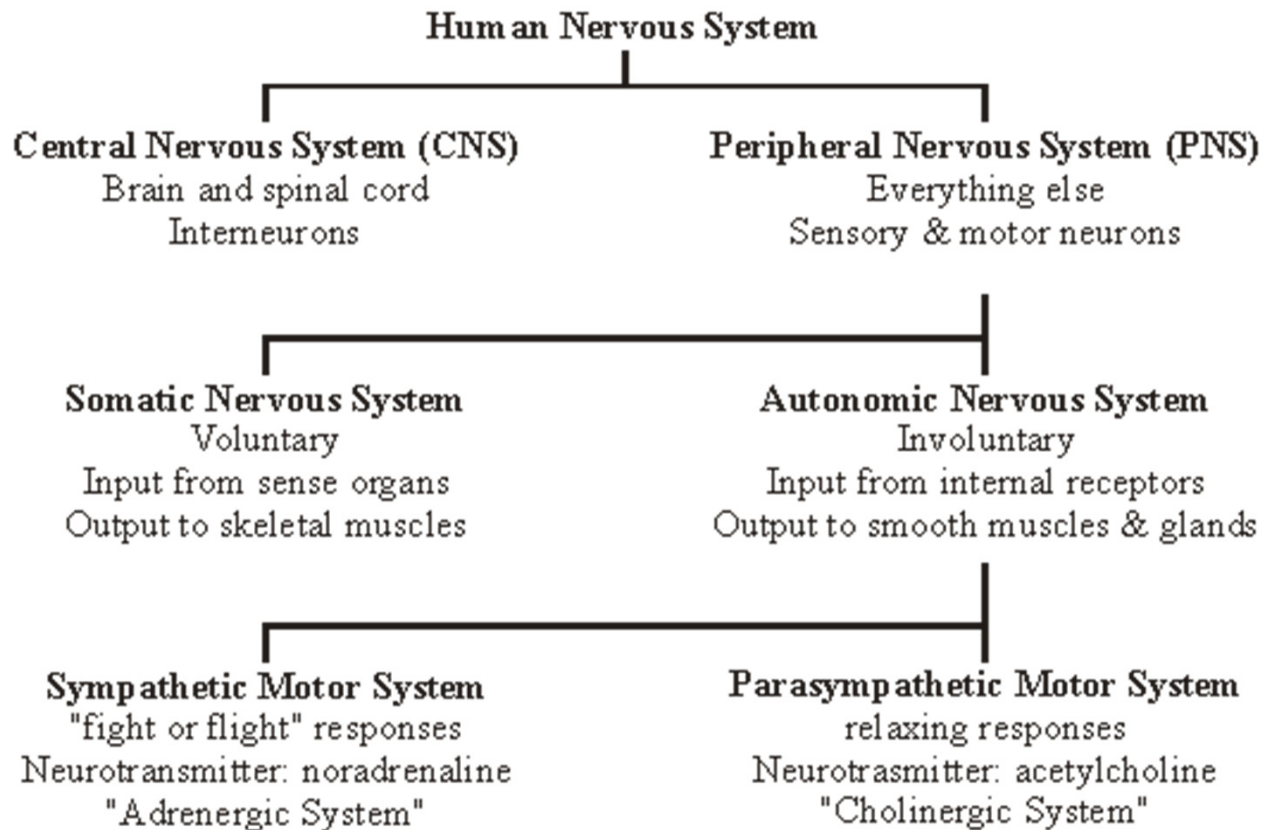 Human Nervous System
Central Nervous System (CNS)
Brain and spinal cord
Interneurons
Peripheral Nervous System (PNS)
Everything else
Sensory & motor neurons
Somatic Nervous System
Voluntary
Input from sense organs
Output to skeletal muscles
Autonomic Nervous System
Involuntary
Input from internal receptors
Output to smooth muscles & glands
Sympathetic Motor System
"fight or flight" responses
Neurotransmitter: noradrenaline
"Adrenergic System"
Parasympathetic Motor System
relaxing responses
Neurotrasmitter: acetylcholine
"Cholinergic System"